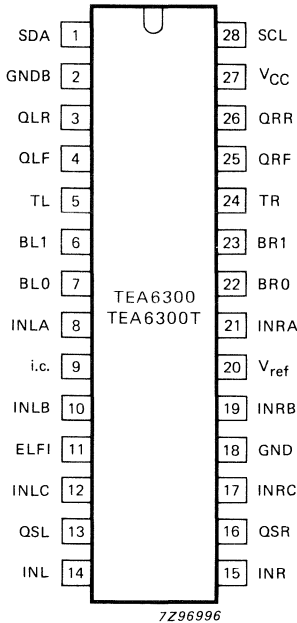 SDA 1 28 SCL
GNDB 2 27 VCC
QLR 3 26 QRR
QLF 4 25 QRF
TL 5 24 TR
BL1 6 23 BR1
BL0 7 22 BR0
TEA6300
TEA6300T
INLA 8 21 INRA
i.c. 9 20 Vref
INLB 10 19 INRB
ELFI 11 18 GND
INLC 12 17 INRC
QSL 13 16 QSR
INL 14 15 INR
7Z96996